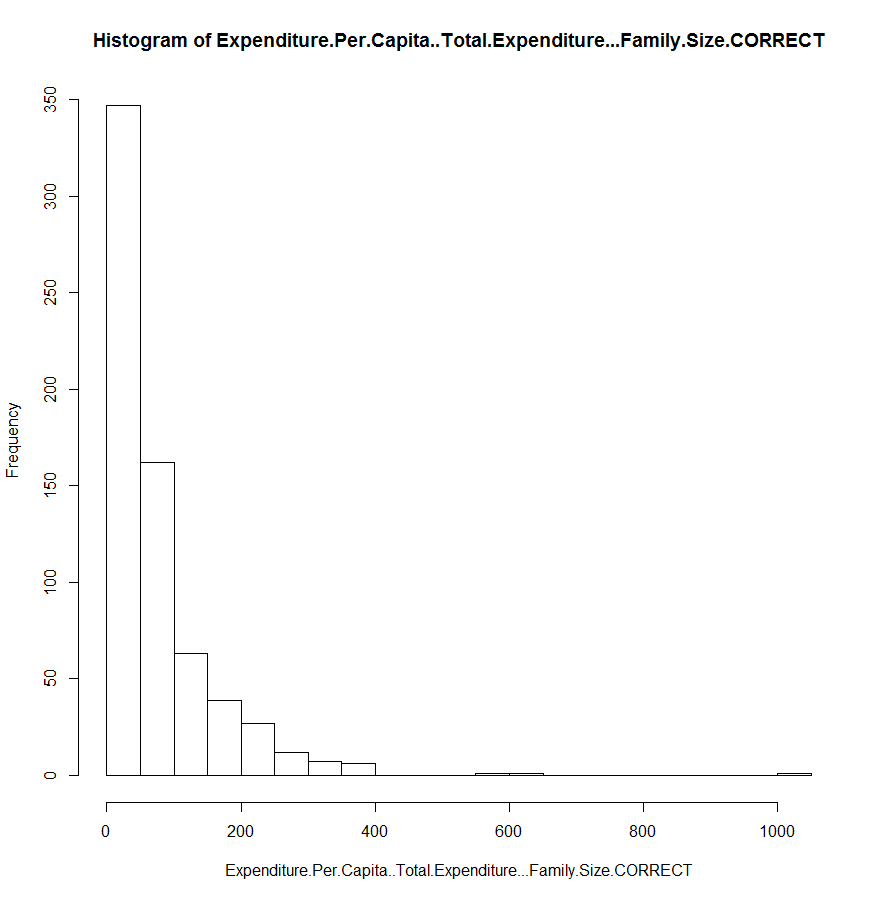 Histogram of Expenditure.Per.Capita..Total.Expenditure...Family.Size.CORRECT
350
300
250
200
150
100
50
0
Frequency
0 200 400 600 800 1000
Expenditure.Per.Capita..Total.Expenditure...Family.Size.CORRECT